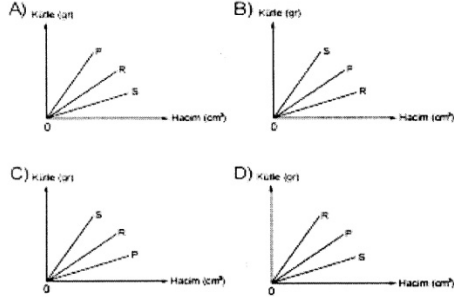 A) Kütle (gr)
P
R
S
0
Hacim (cm³)
B) Kütle (gr)
S
P
R
0
Hacim (cm³)
C) Kütle (gr)
S
R
P
0
Hacim (cm³)
D) Kütle (gr)
R
P
S
0
Hacim (cm³)